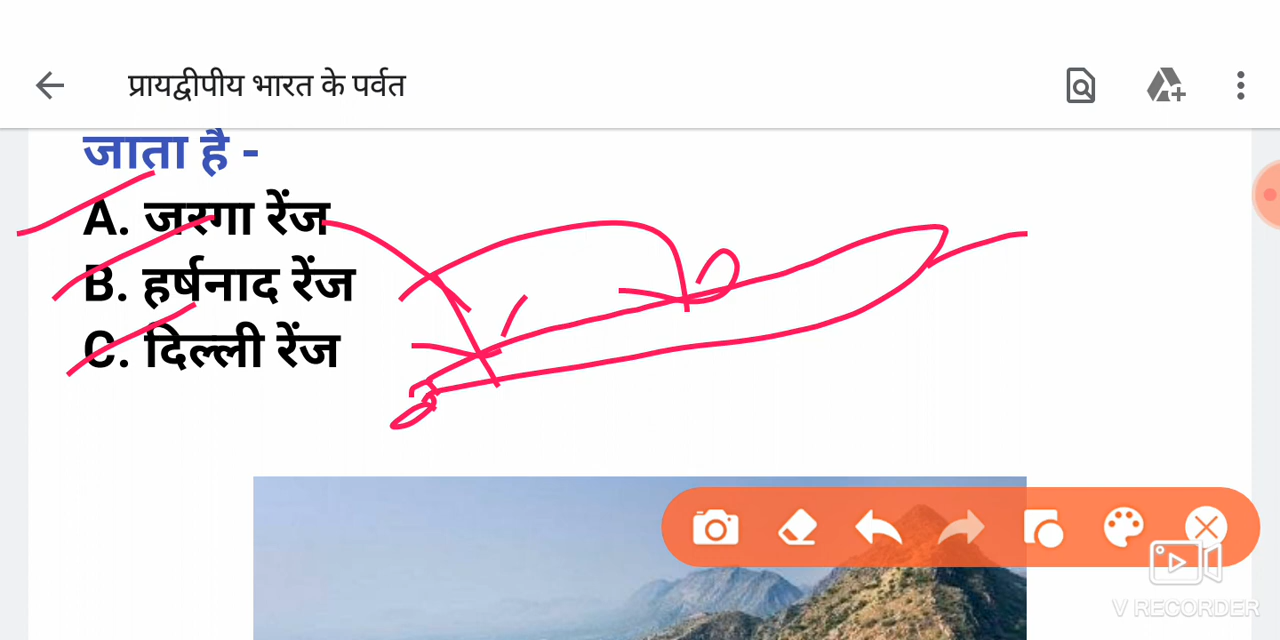 प्रायद्वीपीय भारत के पर्वत
जाता है -
A. जरगा रेंज
B. हर्षनाद रेंज
C. दिल्ली रेंज
V RECORDER